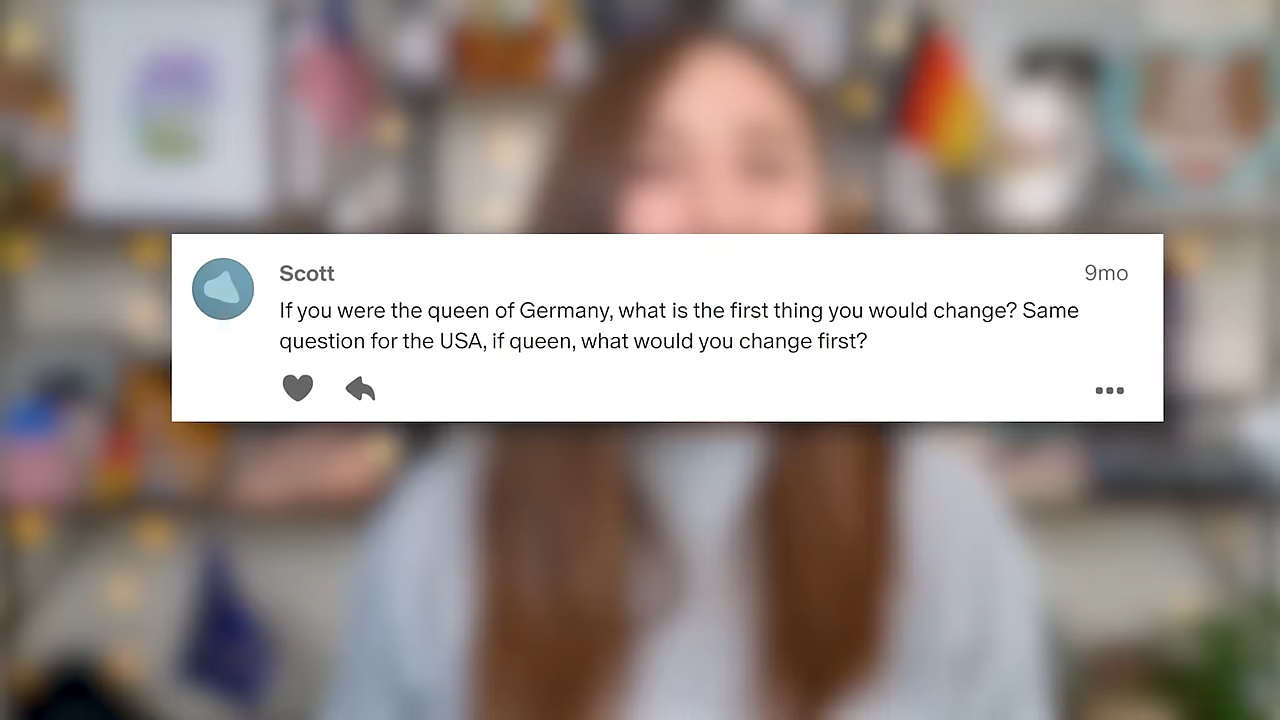 Scott
9mo
If you were the queen of Germany, what is the first thing you would change? Same
question for the USA, if queen, what would you change first?